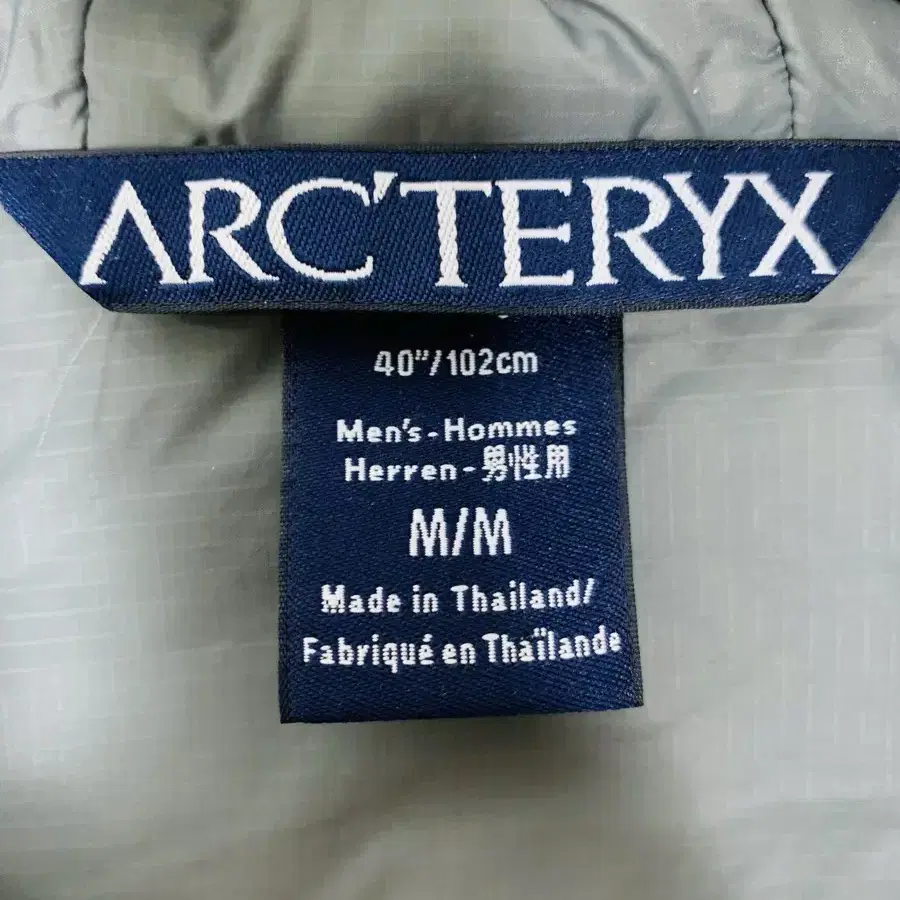 ARC'TERYX
40"/102cm
Men's-Hommes
Herren-男性用
M/M
Made in Thailand/
Fabriqué en Thaïlande